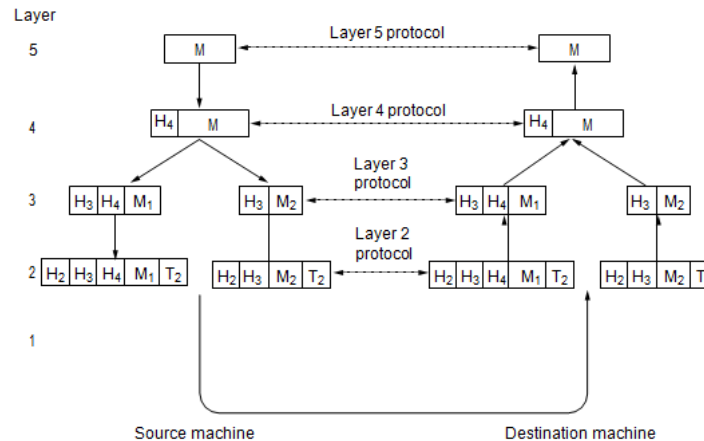 Layer
5 M Layer 5 protocol M
4 H₄ M Layer 4 protocol H₄ M
Layer 3
protocol
3 H₃ H₄ M₁ H₃ M₂ H₃ H₄ M₁ H₃ M₂
Layer 2
protocol
2 H₂ H₃ H₄ M₁ T₂ H₂ H₃ M₂ T₂ H₂ H₃ H₄ M₁ T₂ H₂ H₃ M₂ T
1
Source machine Destination machine